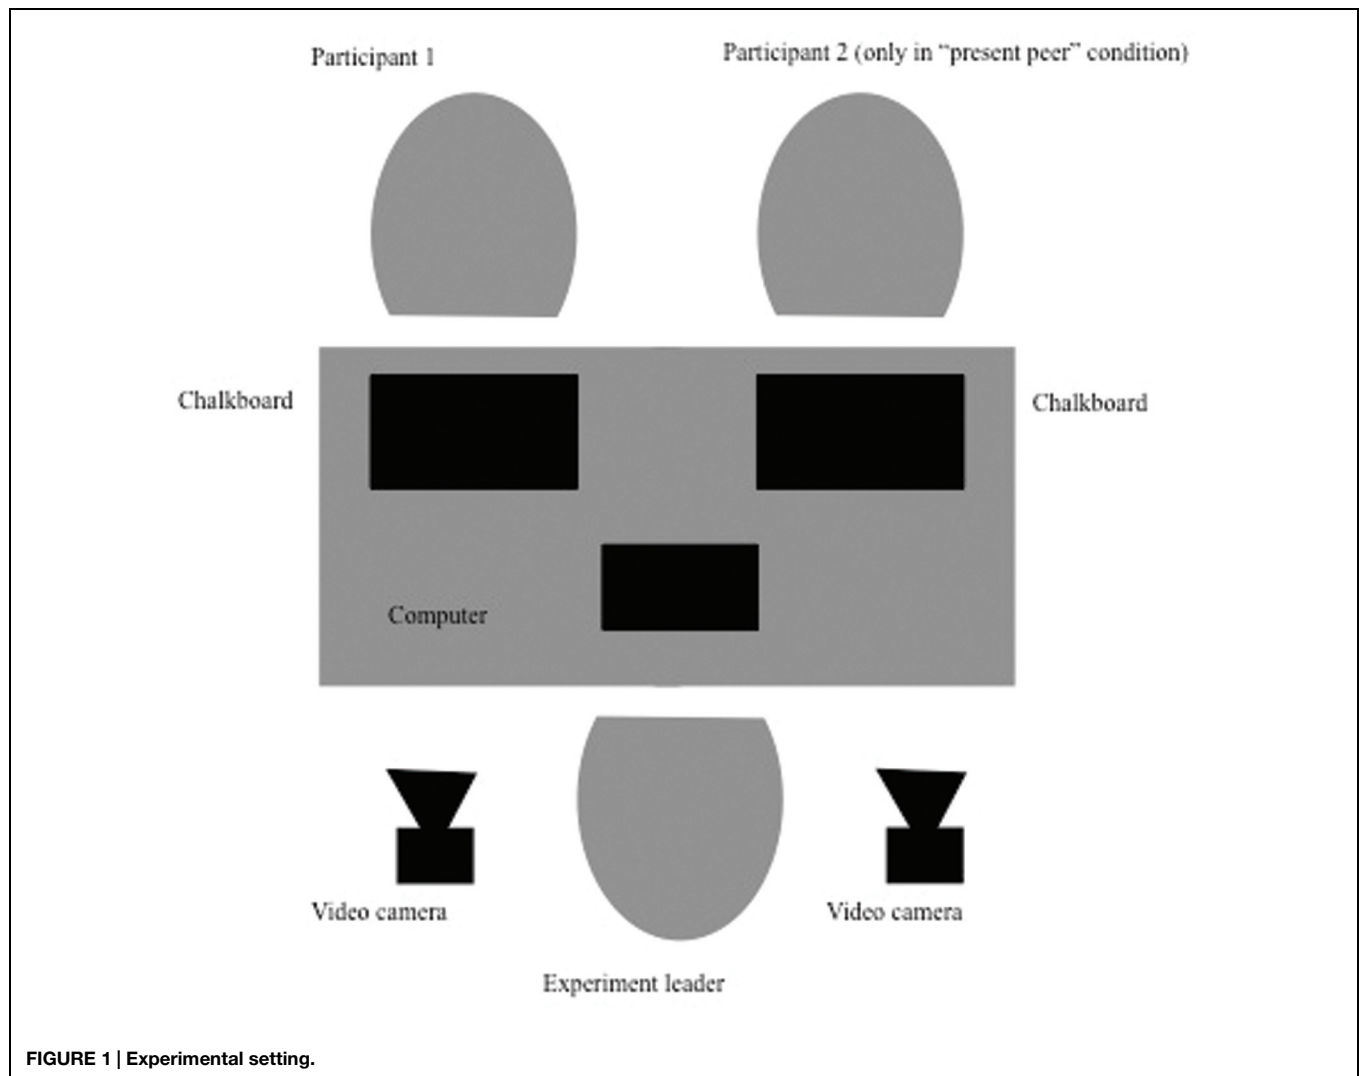 Participant 1
Participant 2 (only in “present peer” condition)
Chalkboard
Chalkboard
Computer
Video camera
Video camera
Experiment leader
FIGURE 1 | Experimental setting.